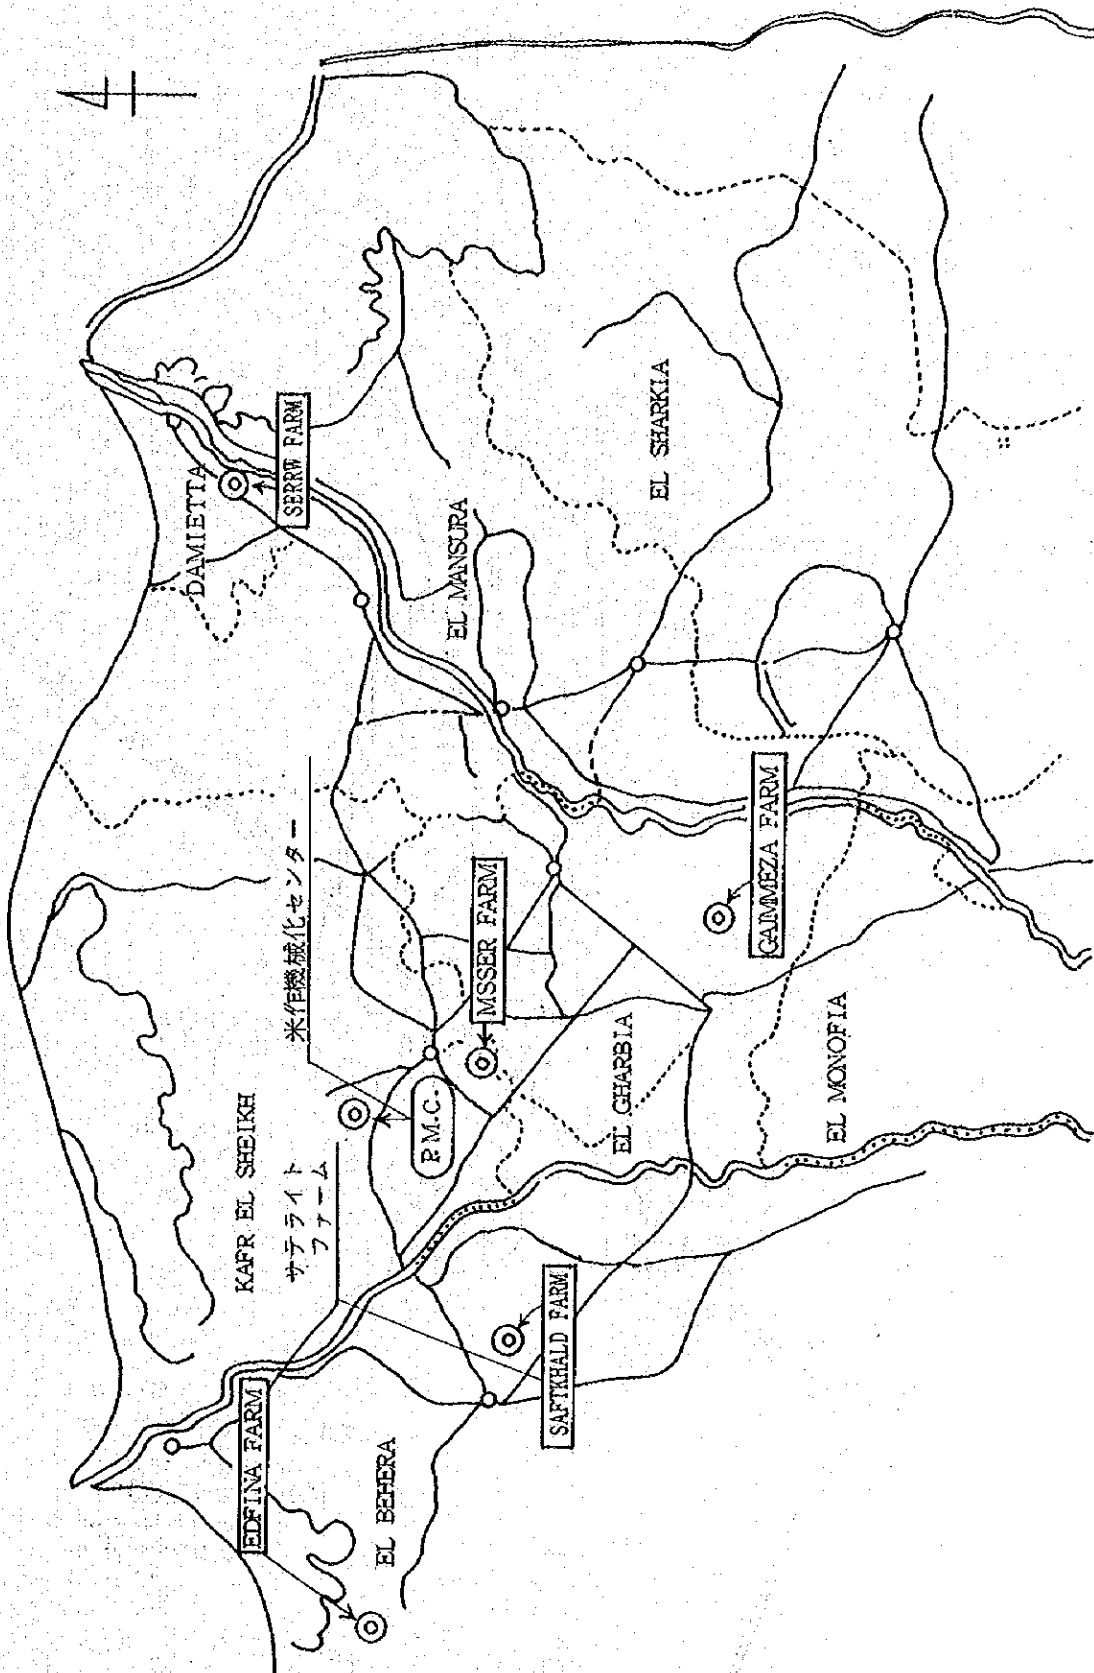 DAMIETTA
SERRW FARM
EL MANSURA
EL SHARKIA
米作機械化センター
MSSER FARM
GAMMEZA FARM
KAFR EL SHEIKH
サテライト
ファーム
P.M.C.
EL GHARBIA
EL MONOFIA
EDFINA FARM
EL BEHERA
SAFTKHALD FARM